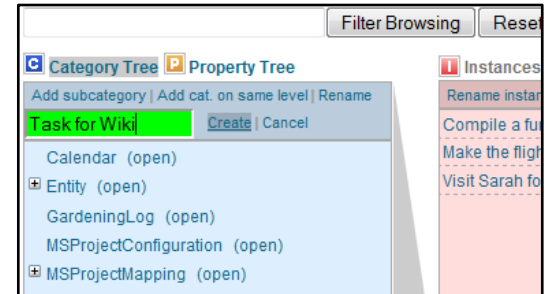 Filter Browsing Reset
C Category Tree P Property Tree
Add subcategory | Add cat. on same level | Rename
Task for Wiki Create | Cancel
Calendar (open)
Entity (open)
GardeningLog (open)
MSProjectConfiguration (open)
MSProjectMapping (open)
I Instances
Rename instan
Compile a fu
Make the fligh
Visit Sarah fo